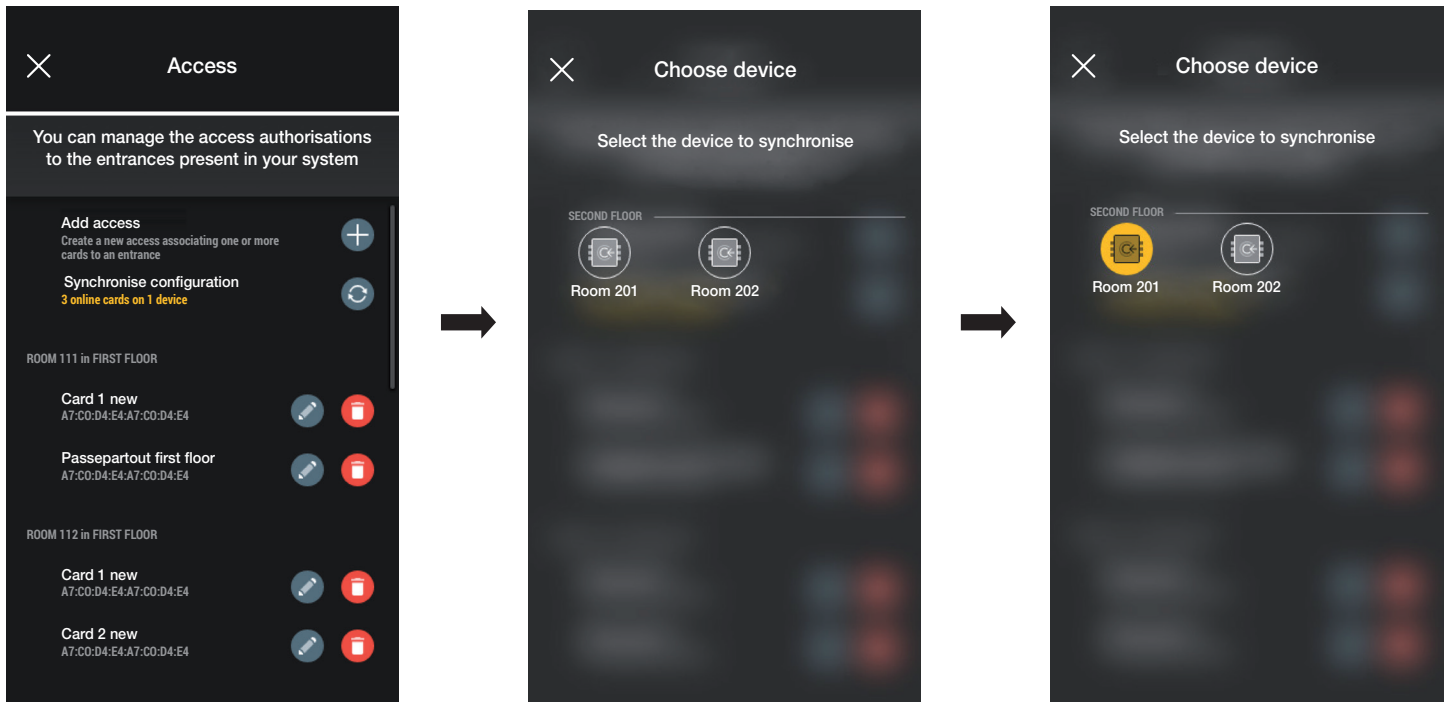 Access
You can manage the access authorisations
to the entrances present in your system
Add access
Create a new access associating one or more
cards to an entrance
Synchronise configuration
3 online cards on 1 device
ROOM 111 in FIRST FLOOR
Card 1 new
A7:C0:D4:E4:A7:C0:D4:E4
Passepartout first floor
A7:C0:D4:E4:A7:C0:D4:E4
ROOM 112 in FIRST FLOOR
Card 1 new
A7:C0:D4:E4:A7:C0:D4:E4
Card 2 new
A7:C0:D4:E4:A7:C0:D4:E4
Choose device
Select the device to synchronise
SECOND FLOOR
Room 201 Room 202
Choose device
Select the device to synchronise
SECOND FLOOR
Room 201 Room 202